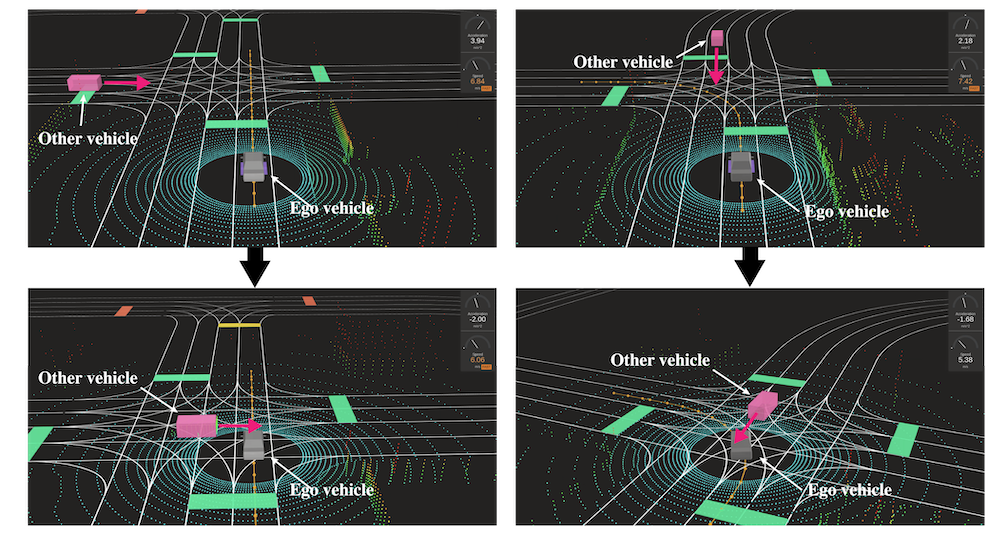 Acceleration
3.94
m/s^2
Speed
6.84
Other vehicle
Ego vehicle
Acceleration
2.18
m/s^2
Speed
7.42
Other vehicle
Ego vehicle
Acceleration
-2.00
m/s^2
Speed
6.06
Other vehicle
Ego vehicle
Acceleration
-1.68
m/s^2
Speed
5.38
Other vehicle
Ego vehicle